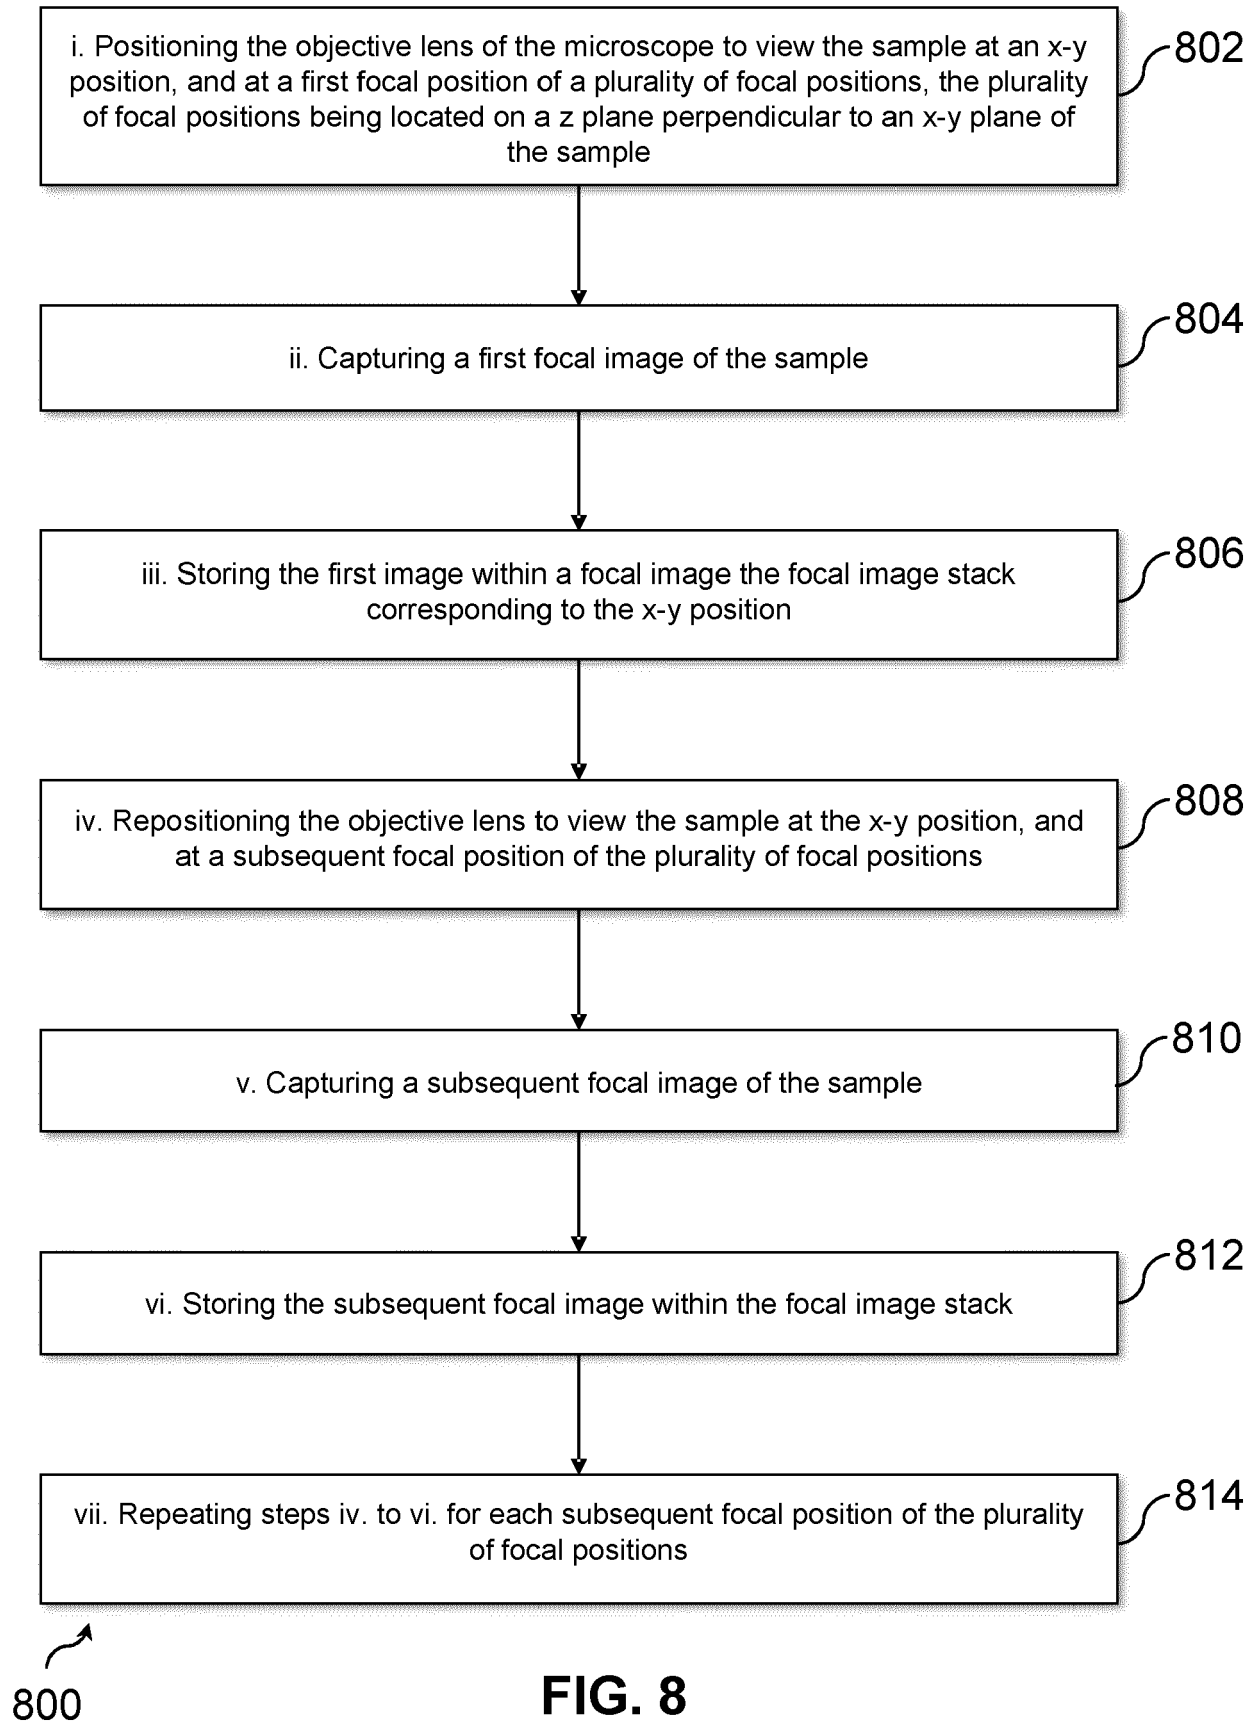 i. Positioning the objective lens of the microscope to view the sample at an x-y
position, and at a first focal position of a plurality of focal positions, the plurality
of focal positions being located on a z plane perpendicular to an x-y plane of
the sample
802
ii. Capturing a first focal image of the sample
804
iii. Storing the first image within a focal image the focal image stack
corresponding to the x-y position
806
iv. Repositioning the objective lens to view the sample at the x-y position, and
at a subsequent focal position of the plurality of focal positions
808
v. Capturing a subsequent focal image of the sample
810
vi. Storing the subsequent focal image within the focal image stack
812
vii. Repeating steps iv. to vi. for each subsequent focal position of the plurality
of focal positions
814
800
FIG. 8